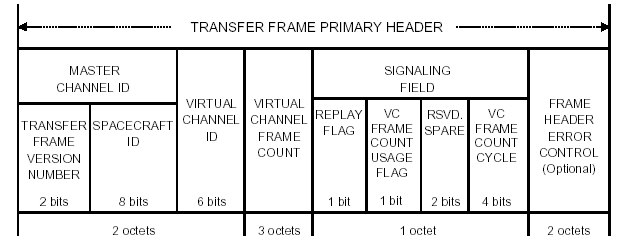 TRANSFER FRAME PRIMARY HEADER
MASTER
CHANNEL ID
TRANSFER
FRAME
VERSION
NUMBER
2 bits
SPACECRAFT
ID
8 bits
VIRTUAL
CHANNEL
ID
6 bits
VIRTUAL
CHANNEL
FRAME
COUNT
SIGNALING
FIELD
REPLAY
FLAG
1 bit
VC
FRAME
COUNT
USAGE
FLAG
1 bit
RSVD.
SPARE
2 bits
VC
FRAME
COUNT
CYCLE
4 bits
FRAME
HEADER
ERROR
CONTROL
(Optional)
2 octets
3 octets
1 octet
2 octets